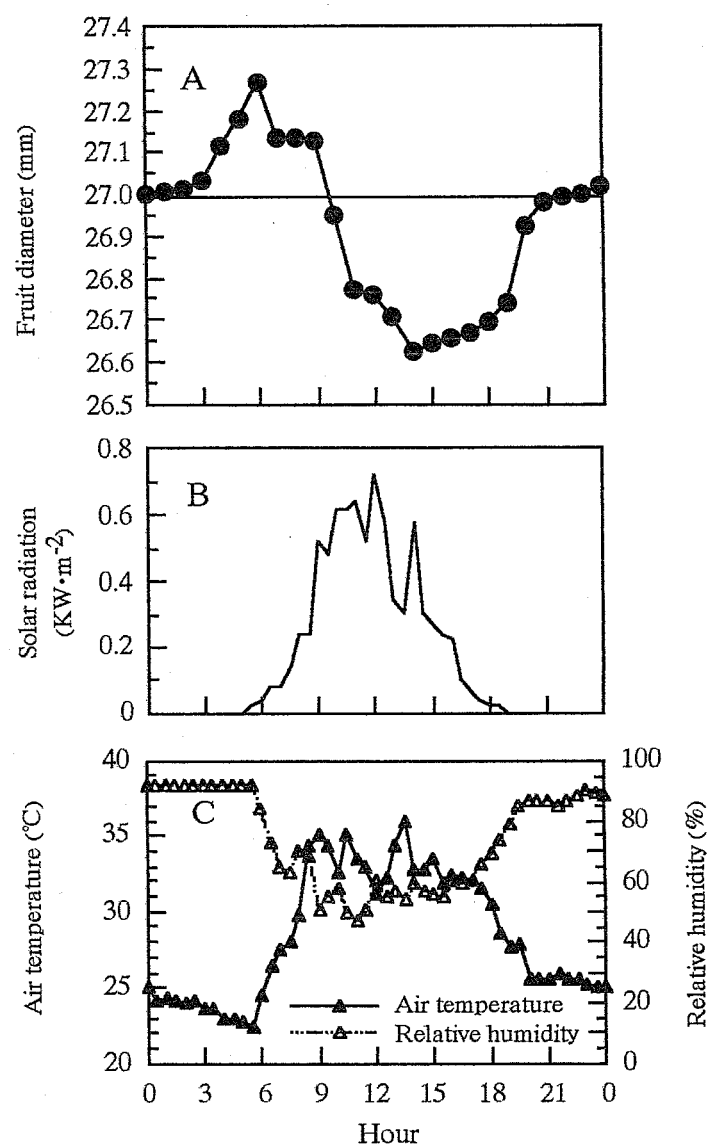 27.4
27.3
27.2
27.1
27.0
26.9
26.8
26.7
26.6
26.5
Fruit diameter (mm)
A
0.8
0.6
0.4
0.2
0
Solar radiation
(KW·m-2)
B
40
35
30
25
20
Air temperature (℃)
C
100
80
60
40
20
0
Relative humidity (%)
Air temperature
Relative humidity
0 3 6 9 12 15 18 21 0
Hour